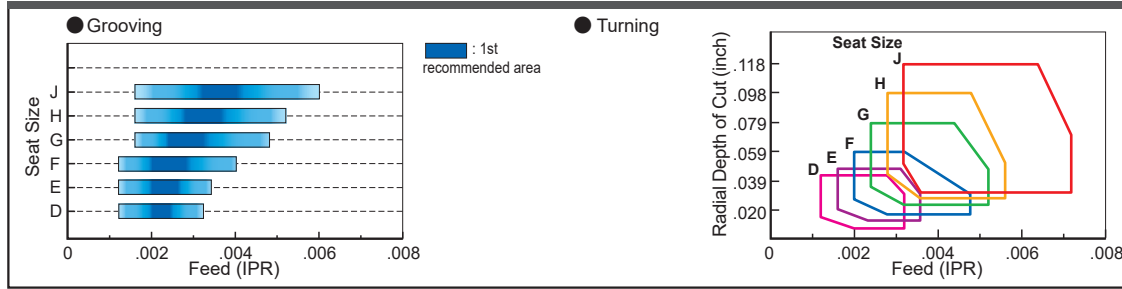 ● Grooving
: 1st
recommended area
Seat Size
J
H
G
F
E
D
0 .002 .004 .006 .008
Feed (IPR)
● Turning
Seat Size
Radial Depth of Cut (inch)
.118
.098
.079
.059
.039
.020
J
H
G
F
E
D
0 .002 .004 .006 .008
Feed (IPR)